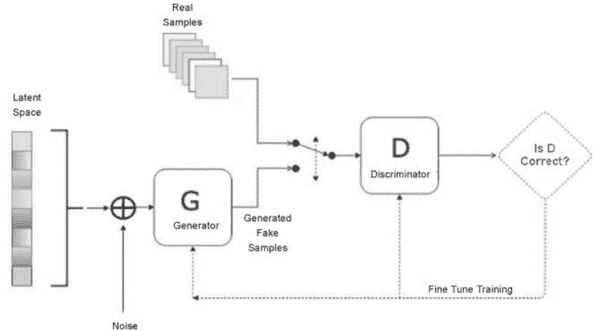 Real
Samples
Latent
Space
G
Generator
Noise
Generated
Fake
Samples
D
Discriminator
Is D
Correct?
Fine Tune Training